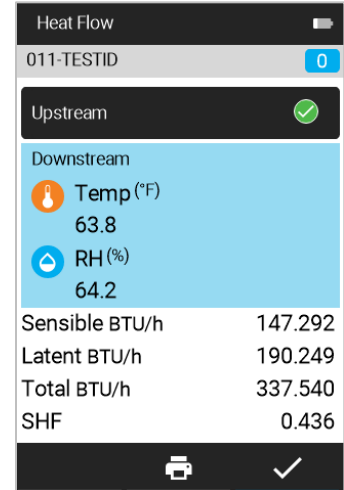 Heat Flow
011-TESTID 0
Upstream
Downstream
Temp (°F)
63.8
RH (%)
64.2
Sensible BTU/h 147.292
Latent BTU/h 190.249
Total BTU/h 337.540
SHF 0.436